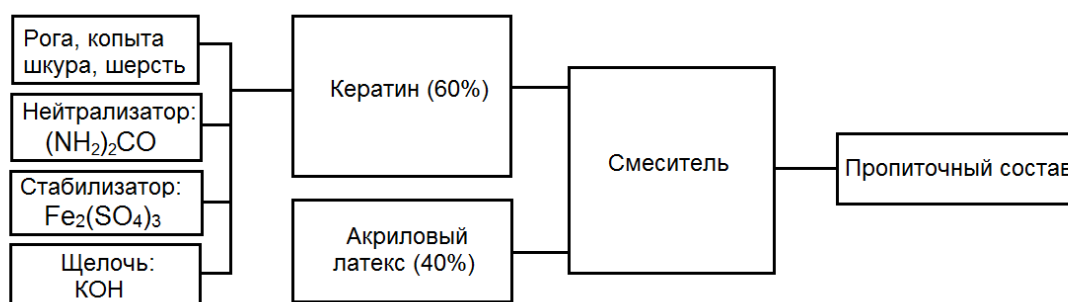 Рога, копыта
шкура, шерсть
Нейтрализатор:
(NH₂)₂CO
Стабилизатор:
Fe₂(SO₄)₃
Щелочь:
КОН
Кератин (60%)
Акриловый
латекс (40%)
Смеситель
Пропиточный состав